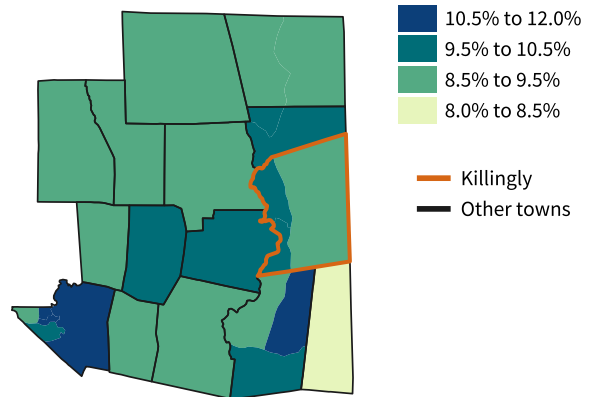 10.5% to 12.0%
9.5% to 10.5%
8.5% to 9.5%
8.0% to 8.5%
Killingly
Other towns